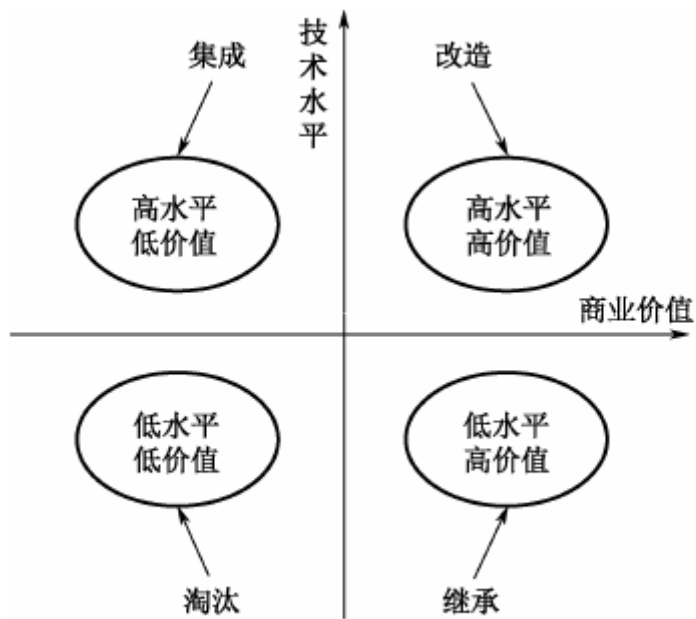 技术水平
集成
改造
高水平
低价值
高水平
高价值
商业价值
低水平
低价值
低水平
高价值
淘汰
继承